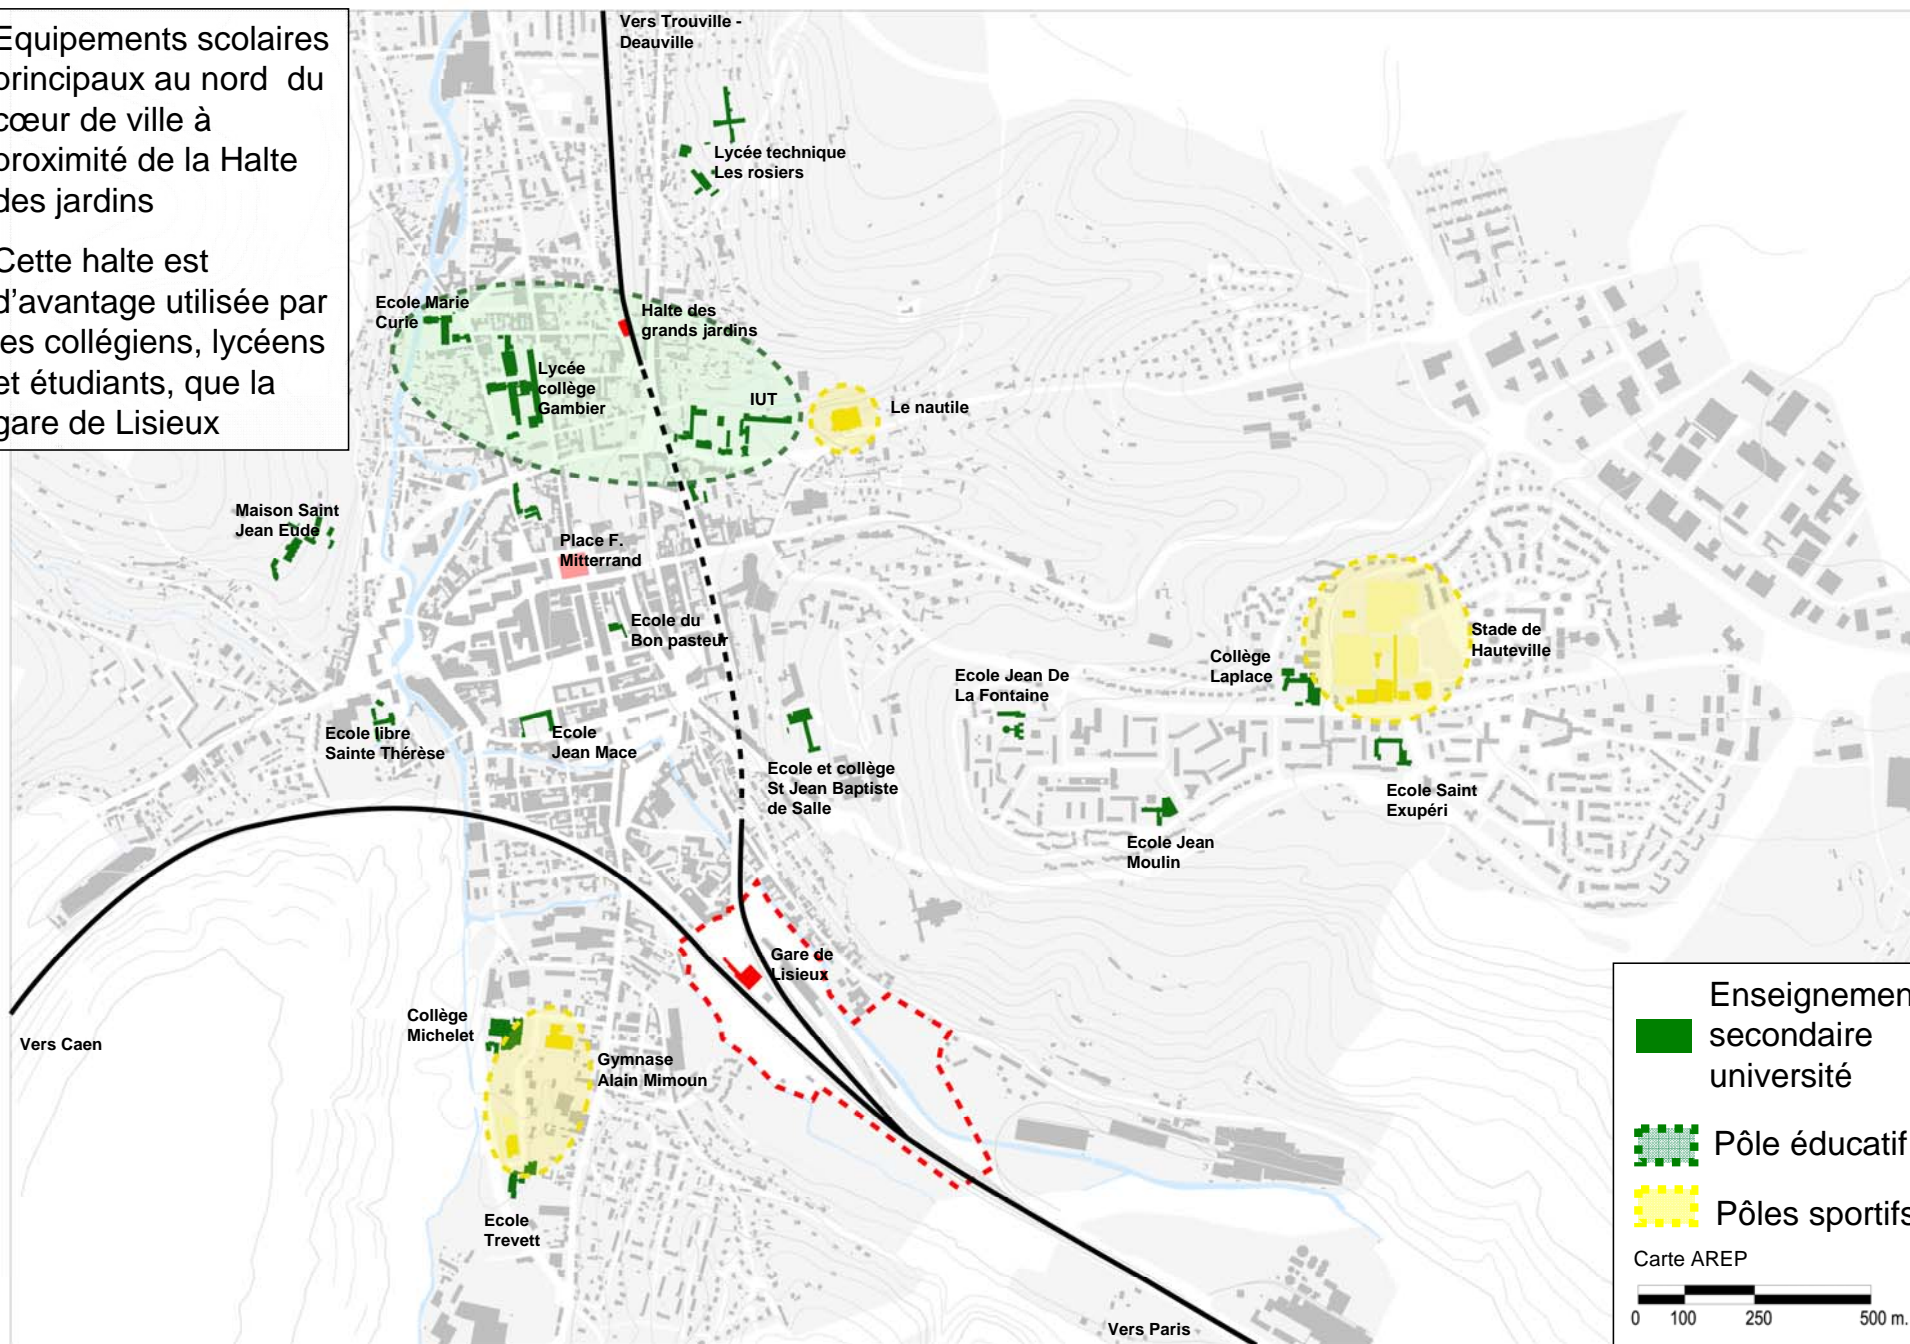 Equipements scolaires
principaux au nord du
cœur de ville à
proximité de la Halte
des jardins
Cette halte est
d'avantage utilisée par
les collégiens, lycéens
et étudiants, que la
gare de Lisieux
Vers Trouville -
Deauville
Lycée technique
Les rosiers
Ecole Marie
Curie
Halte des
grands jardins
Lycée
collège
Gambier
IUT
Le nautile
Maison Saint
Jean Eude
Place F.
Mitterrand
Ecole du
Bon pasteur
Stade de
Hauteville
Collège
Laplace
Ecole Jean De
La Fontaine
Ecole libre
Sainte Thérèse
Ecole
Jean Mace
Ecole et collège
St Jean Baptiste
de Salle
Ecole Saint
Exupéri
Ecole Jean
Moulin
Gare de
Lisieux
Collège
Michelet
Vers Caen
Gymnase
Alain Mimoun
Ecole
Trevett
Vers Paris
Enseignemen
secondaire
université
Pôle éducatif
Pôles sportifs
Carte AREP
0 100 250 500 m.